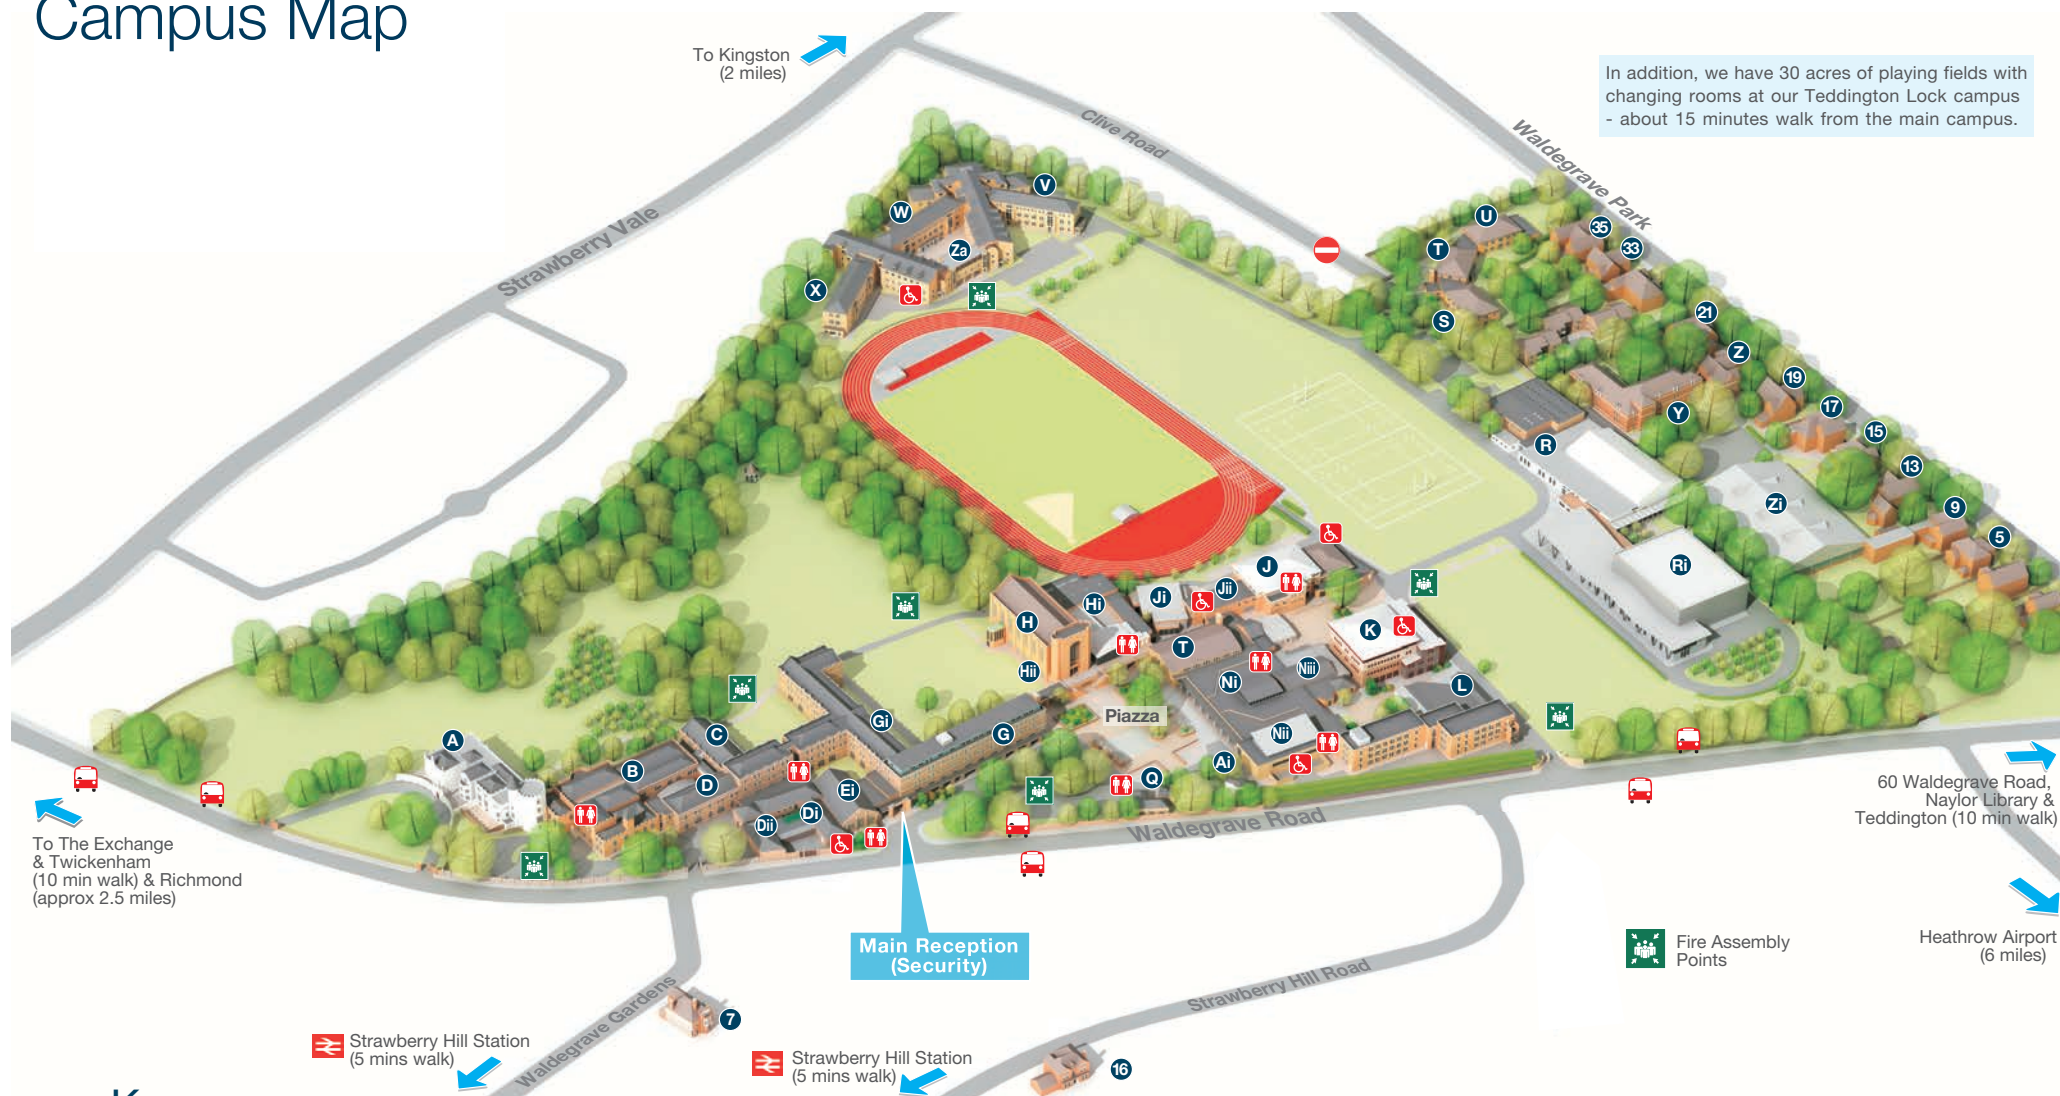 Campus Map
To Kingston
(2 miles)
In addition, we have 30 acres of playing fields with
changing rooms at our Teddington Lock campus
- about 15 minutes walk from the main campus.
Clive Road
Waldegrave Park
Strawberry Vale
V
W
Za
X
U
T
S
35
33
21
Z
19
17
15
13
9
5
Y
R
Zi
Ri
J
Jii
Ji
Hi
H
Hii
T
K
L
Ni
Niii
Nii
Ai
Piazza
Q
G
Gi
A
B
C
D
Di
Dii
Ei
Waldegrave Road
60 Waldegrave Road,
Naylor Library &
Teddington (10 min walk)
To The Exchange
& Twickenham
(10 min walk) & Richmond
(approx 2.5 miles)
Main Reception
(Security)
Fire Assembly
Points
Heathrow Airport
(6 miles)
Strawberry Hill Road
Waldegrave Gardens
7
16
Strawberry Hill Station
(5 mins walk)
Strawberry Hill Station
(5 mins walk)